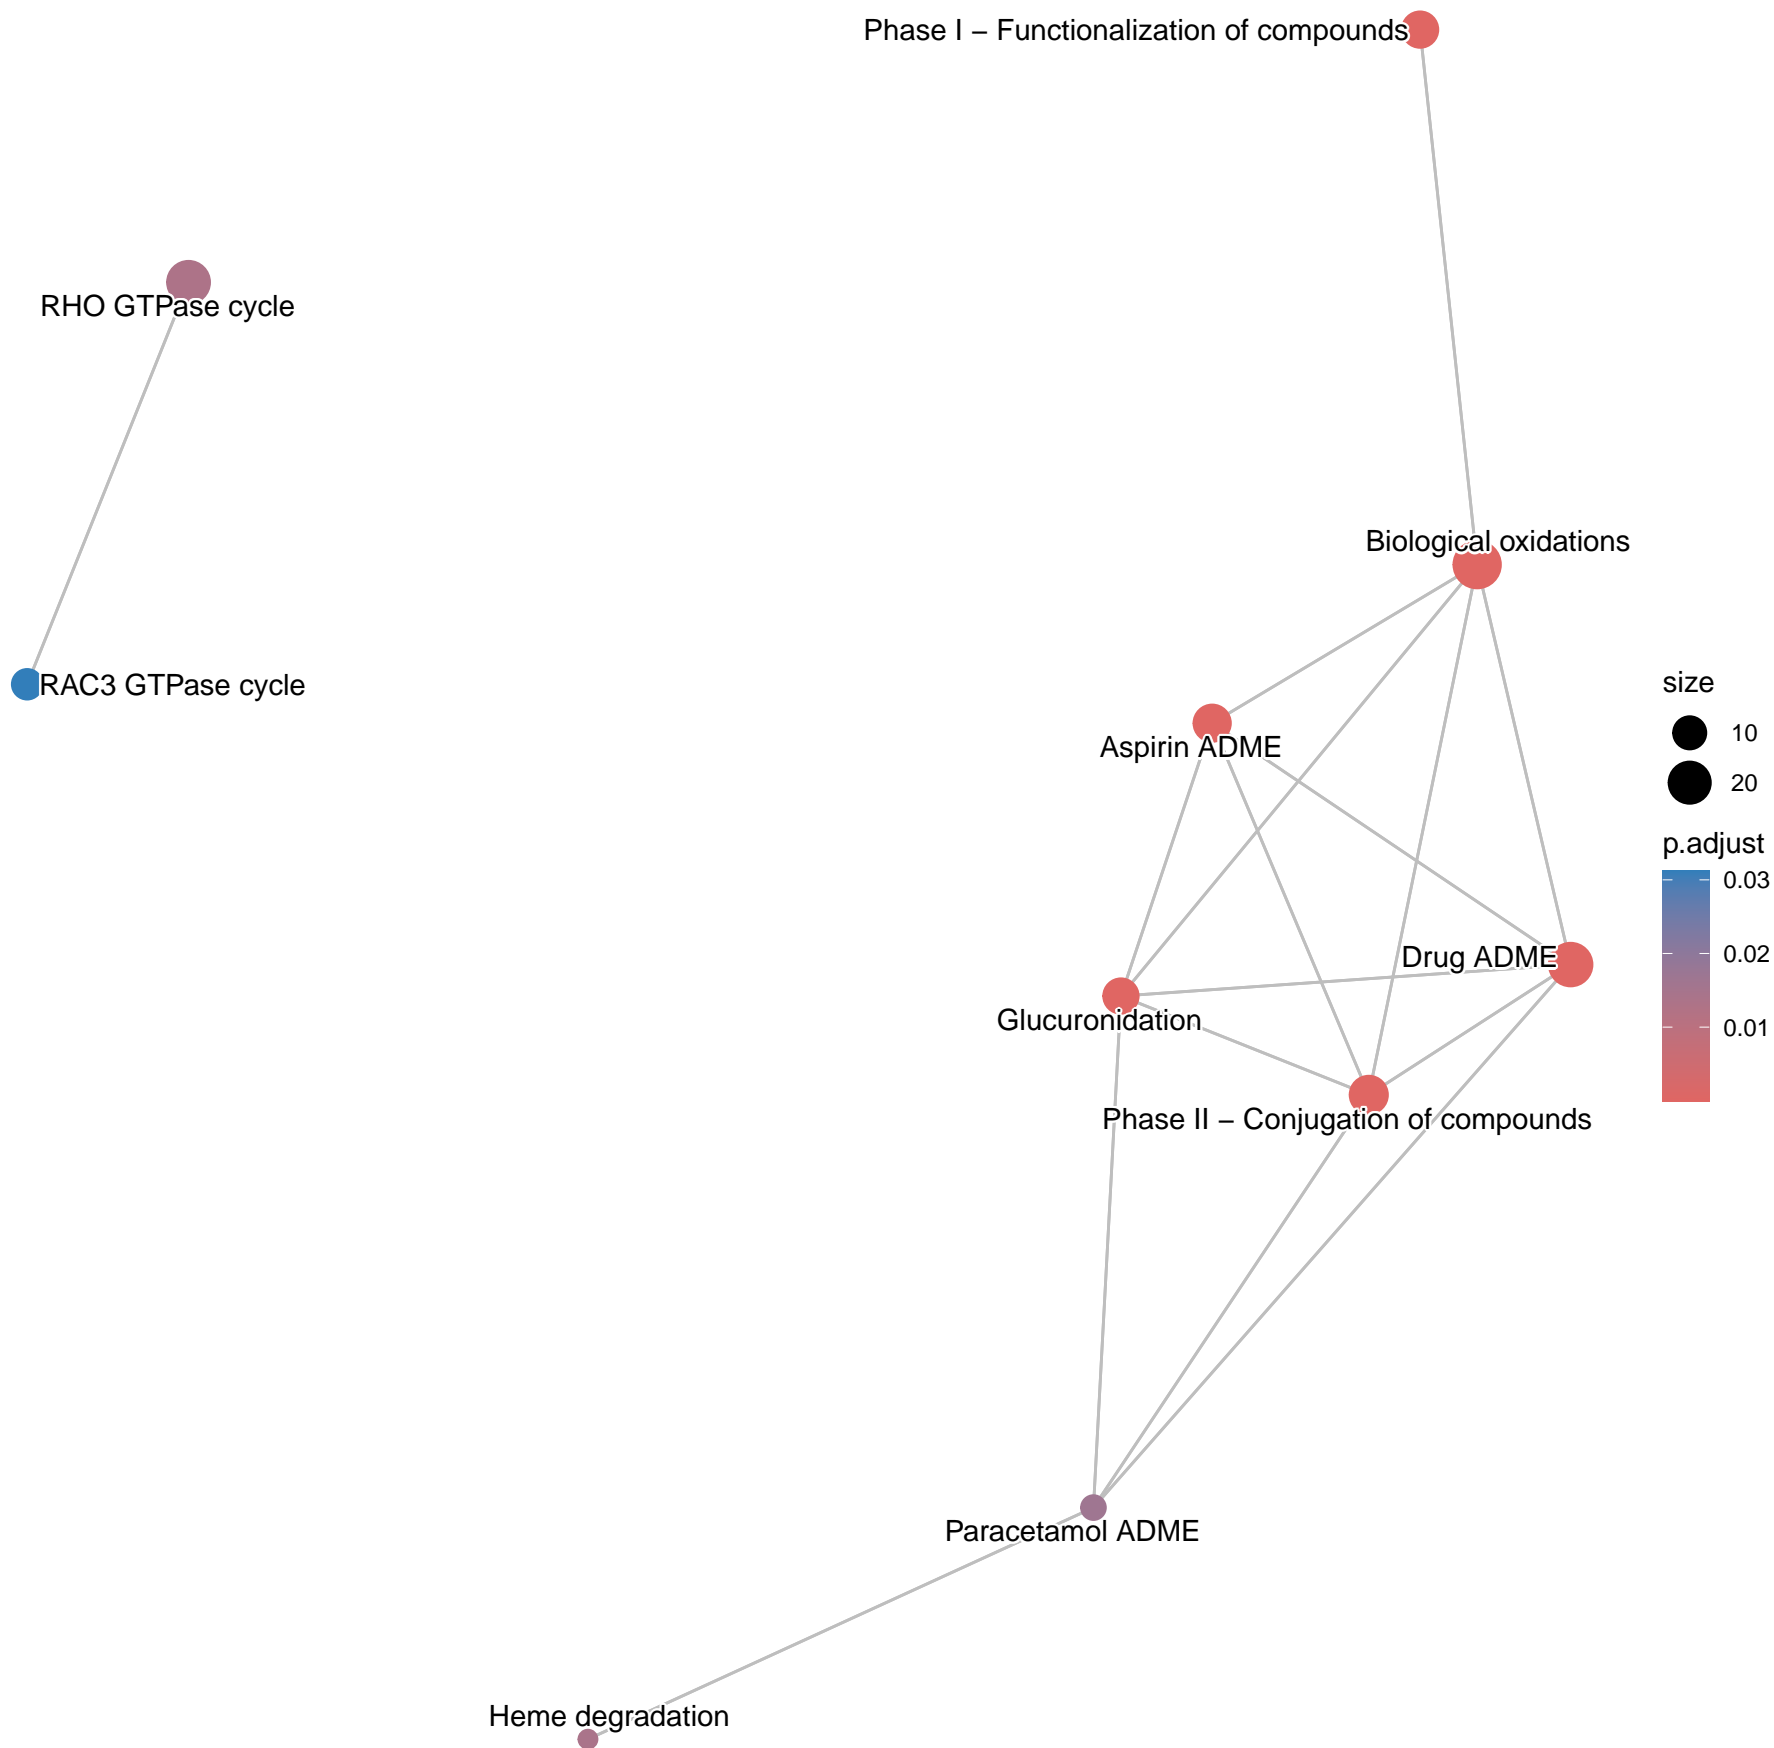 Phase I – Functionalization of compounds
RHO GTPase cycle
Biological oxidations
RAC3 GTPase cycle
Aspirin ADME
Drug ADME
Glucuronidation
Phase II – Conjugation of compounds
Paracetamol ADME
Heme degradation
size
10
20
p.adjust
0.03
0.02
0.01